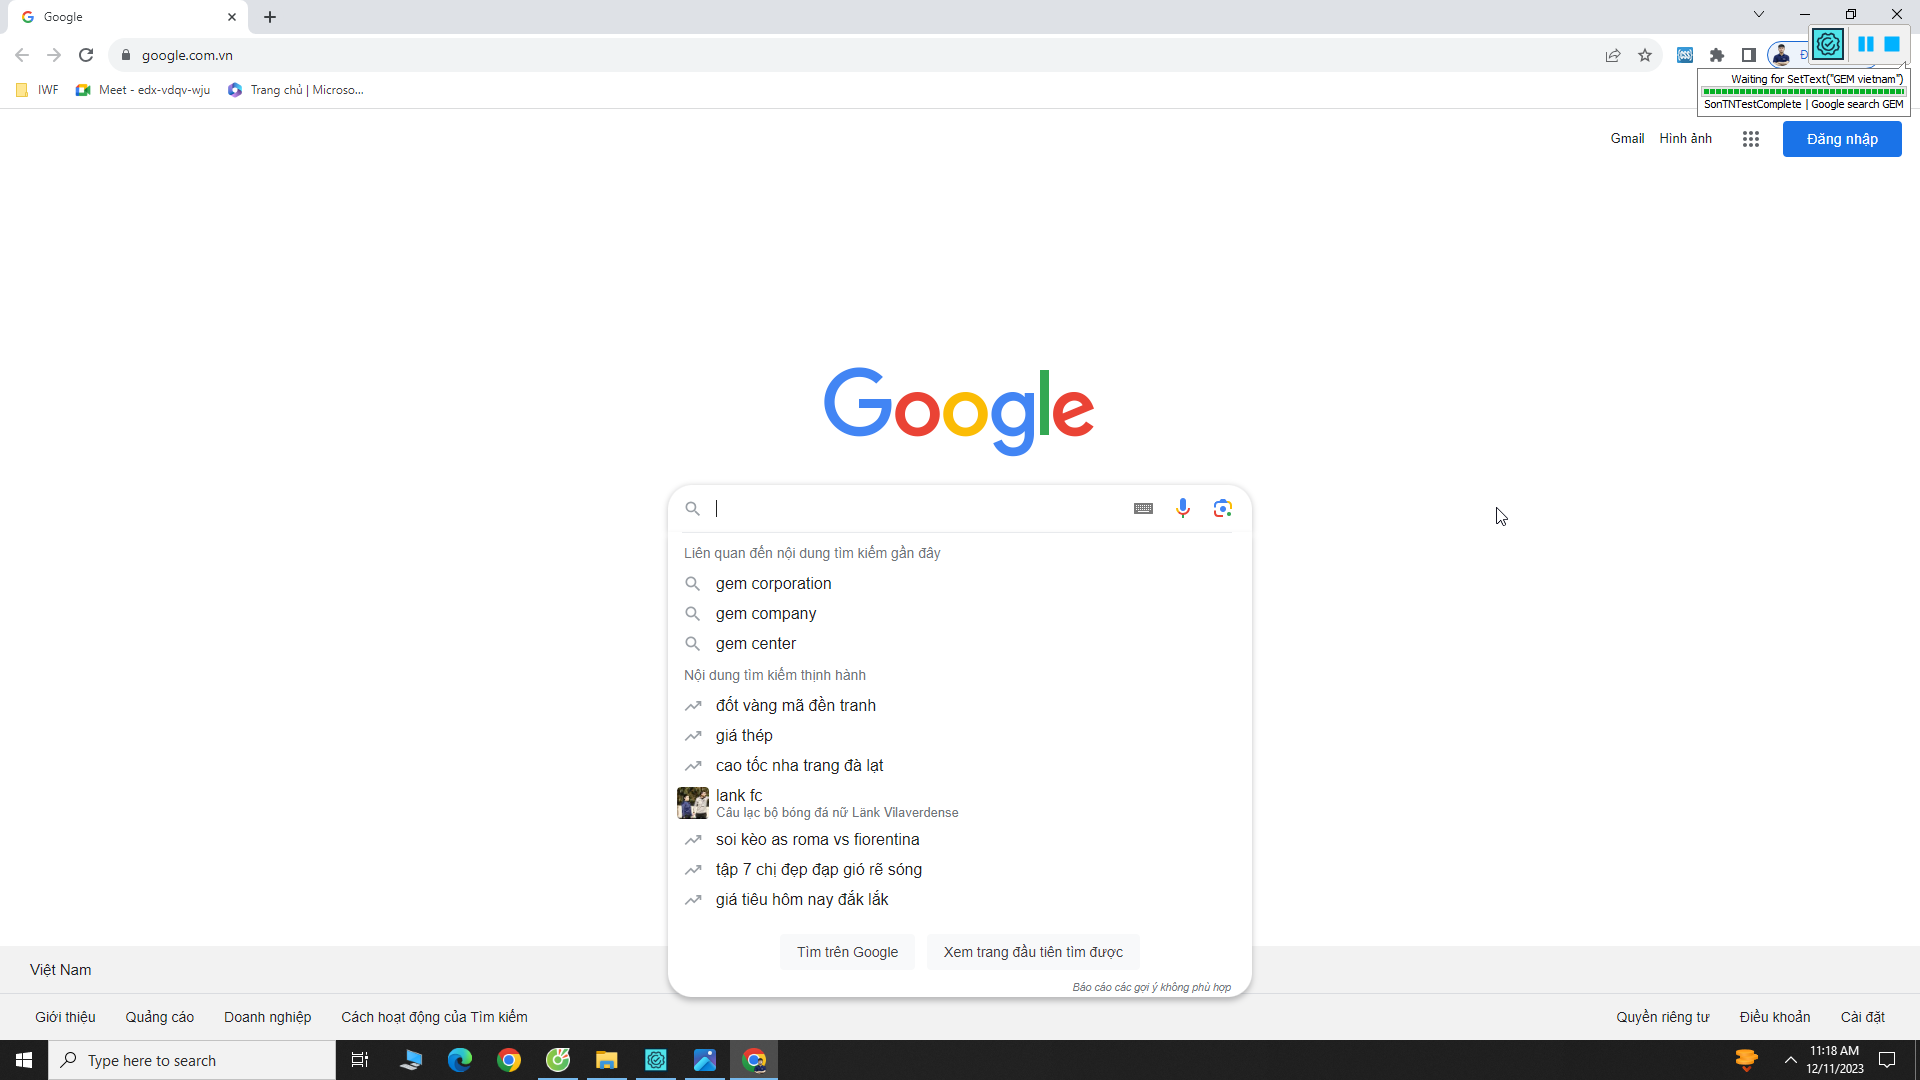 Google
google.com.vn
IWF
Meet - edx-vdqv-wju
Trang chủ | Microso...
Waiting for SetText("GEM vietnam")
SonTNTestComplete | Google search GEM
Gmail
Hình ảnh
Đăng nhập
Google
Liên quan đến nội dung tìm kiếm gần đây
gem corporation
gem company
gem center
Nội dung tìm kiếm thịnh hành
đốt vàng mã đền tranh
giá thép
cao tốc nha trang đà lạt
lank fc
Câu lạc bộ bóng đá nữ Länk Vilaverdense
soi kèo as roma vs fiorentina
tập 7 chị đẹp đạp gió rẽ sóng
giá tiêu hôm nay đắk lắk
Tìm trên Google
Xem trang đầu tiên tìm được
Báo cáo các gợi ý không phù hợp
Việt Nam
Giới thiệu
Quảng cáo
Doanh nghiệp
Cách hoạt động của Tìm kiếm
Quyền riêng tư
Điều khoản
Cài đặt
Type here to search
11:18 AM
12/11/2023